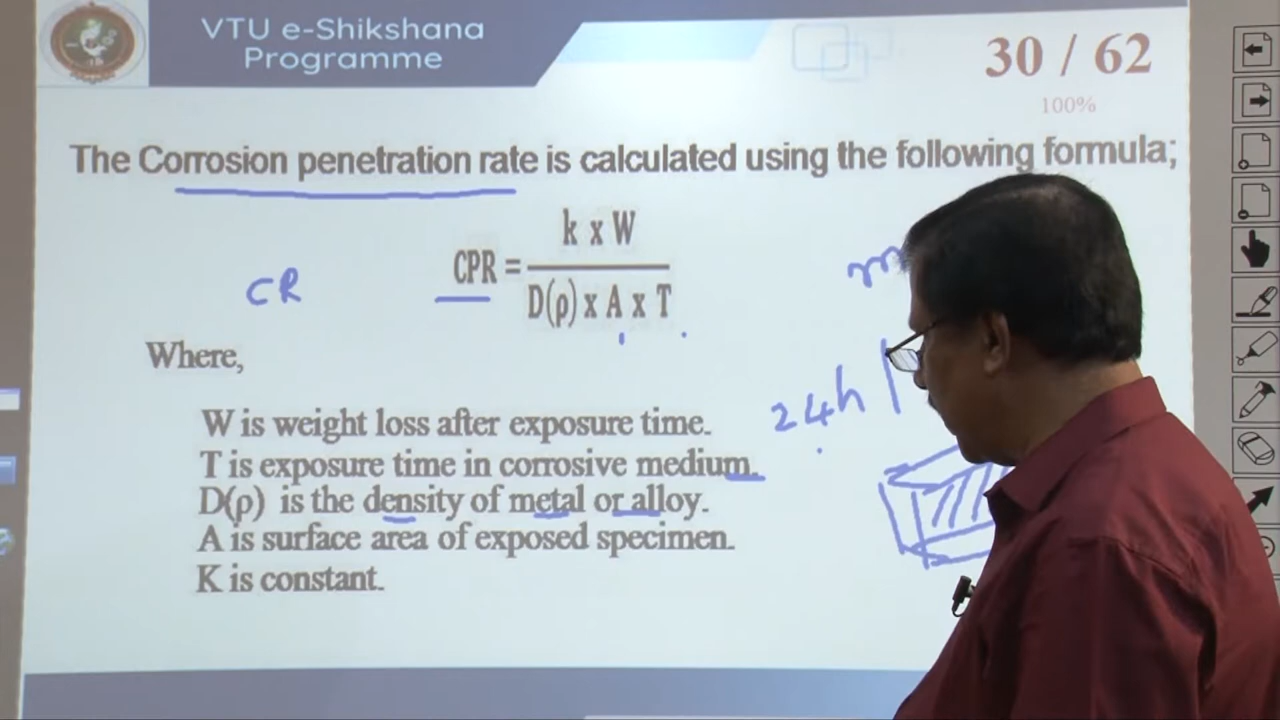 VTU e-Shikshana
Programme
30 / 62
100%
The Corrosion penetration rate is calculated using the following formula;
k x W
CPR =
D(ρ) x A x T
CR
Where,
W is weight loss after exposure time.
24h
T is exposure time in corrosive medium.
D(ρ) is the density of metal or alloy.
A is surface area of exposed specimen.
K is constant.